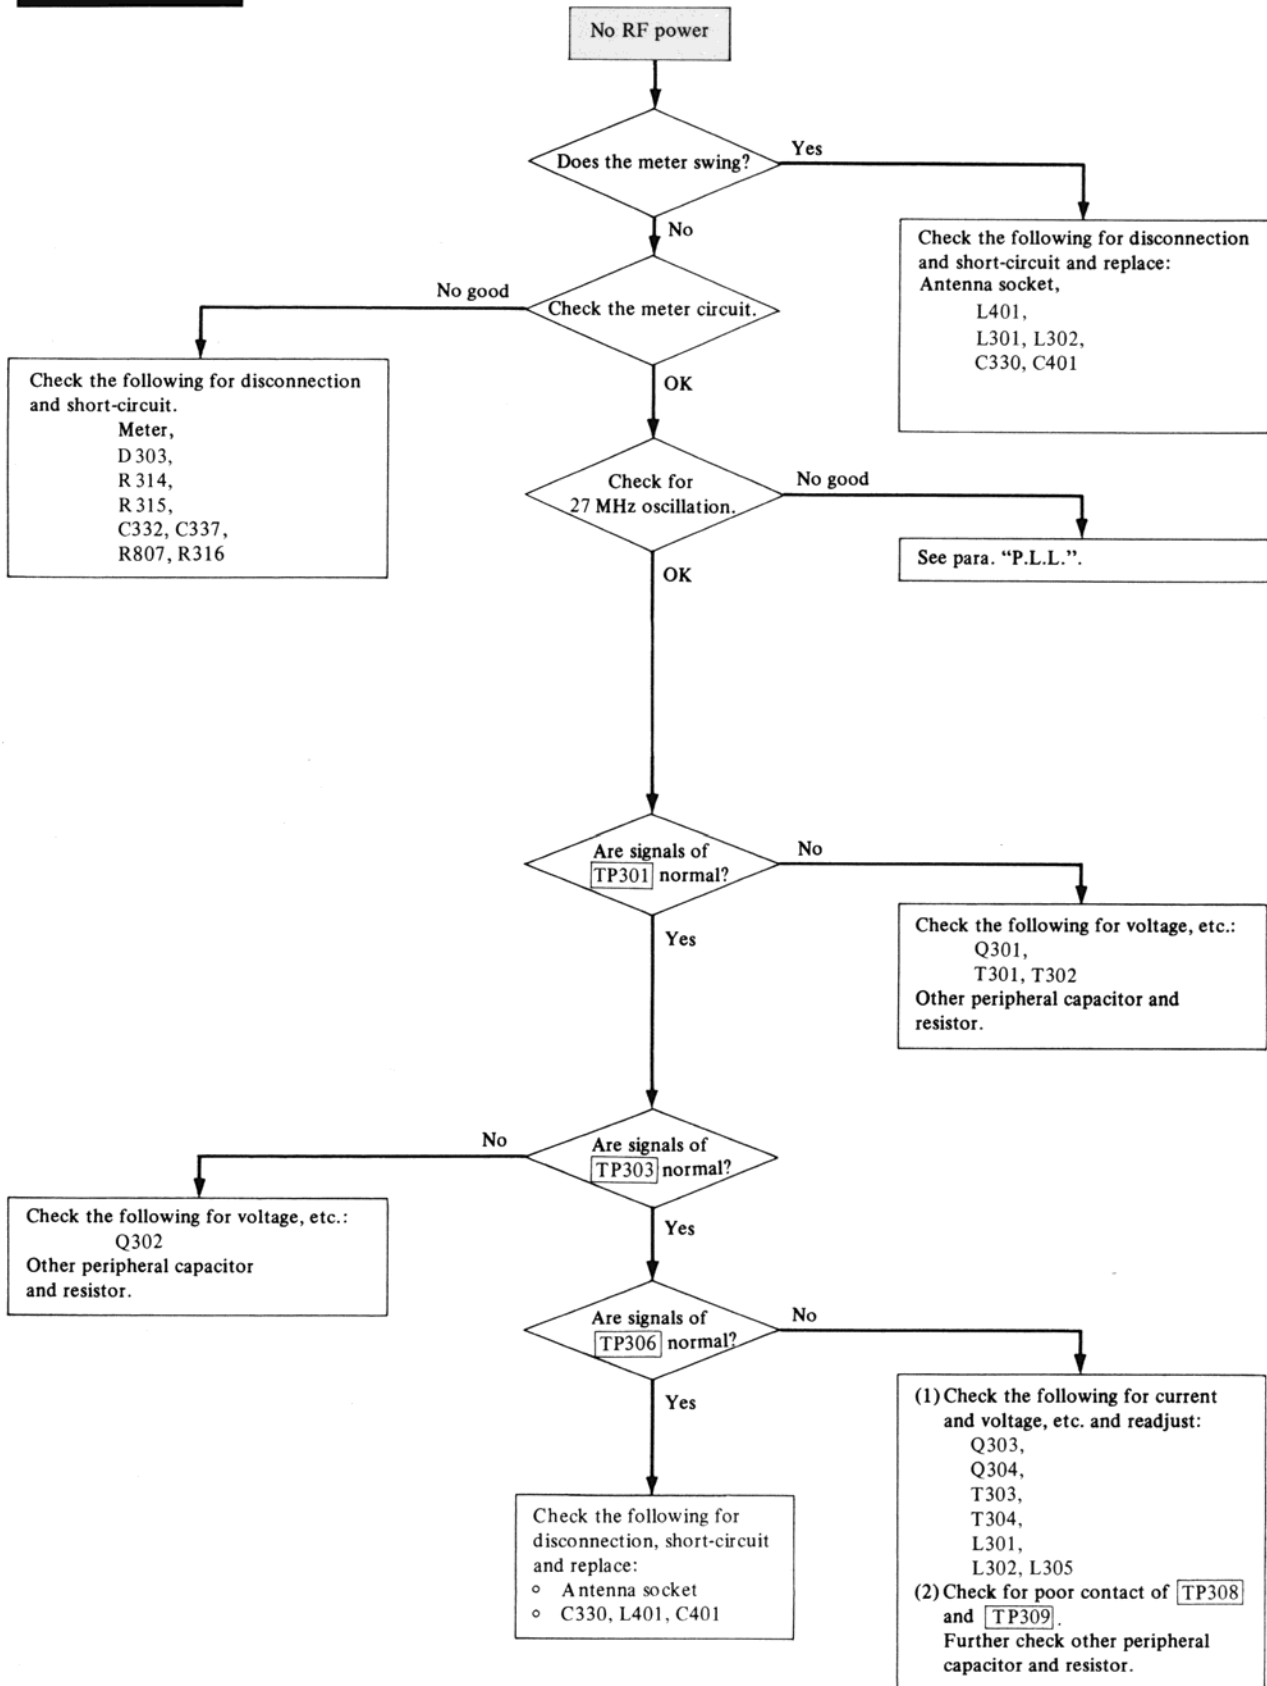 No RF power
Does the meter swing?
Yes
No
Check the following for disconnection
and short-circuit and replace:
Antenna socket,
L401,
L301, L302,
C330, C401
No good
Check the meter circuit.
OK
Check the following for disconnection
and short-circuit.
Meter,
D303,
R314,
R315,
C332, C337,
R807, R316
Check for
27 MHz oscillation.
No good
OK
See para. “P.L.L.”.
Are signals of
TP301 normal?
No
Yes
Check the following for voltage, etc.:
Q301,
T301, T302
Other peripheral capacitor and
resistor.
No
Are signals of
TP303 normal?
Yes
Check the following for voltage, etc.:
Q302
Other peripheral capacitor
and resistor.
Are signals of
TP306 normal?
No
Yes
(1) Check the following for current
and voltage, etc. and readjust:
Q303,
Q304,
T303,
T304,
L301,
L302, L305
(2) Check for poor contact of TP308
and TP309.
Further check other peripheral
capacitor and resistor.
Check the following for
disconnection, short-circuit
and replace:
○ Antenna socket
○ C330, L401, C401